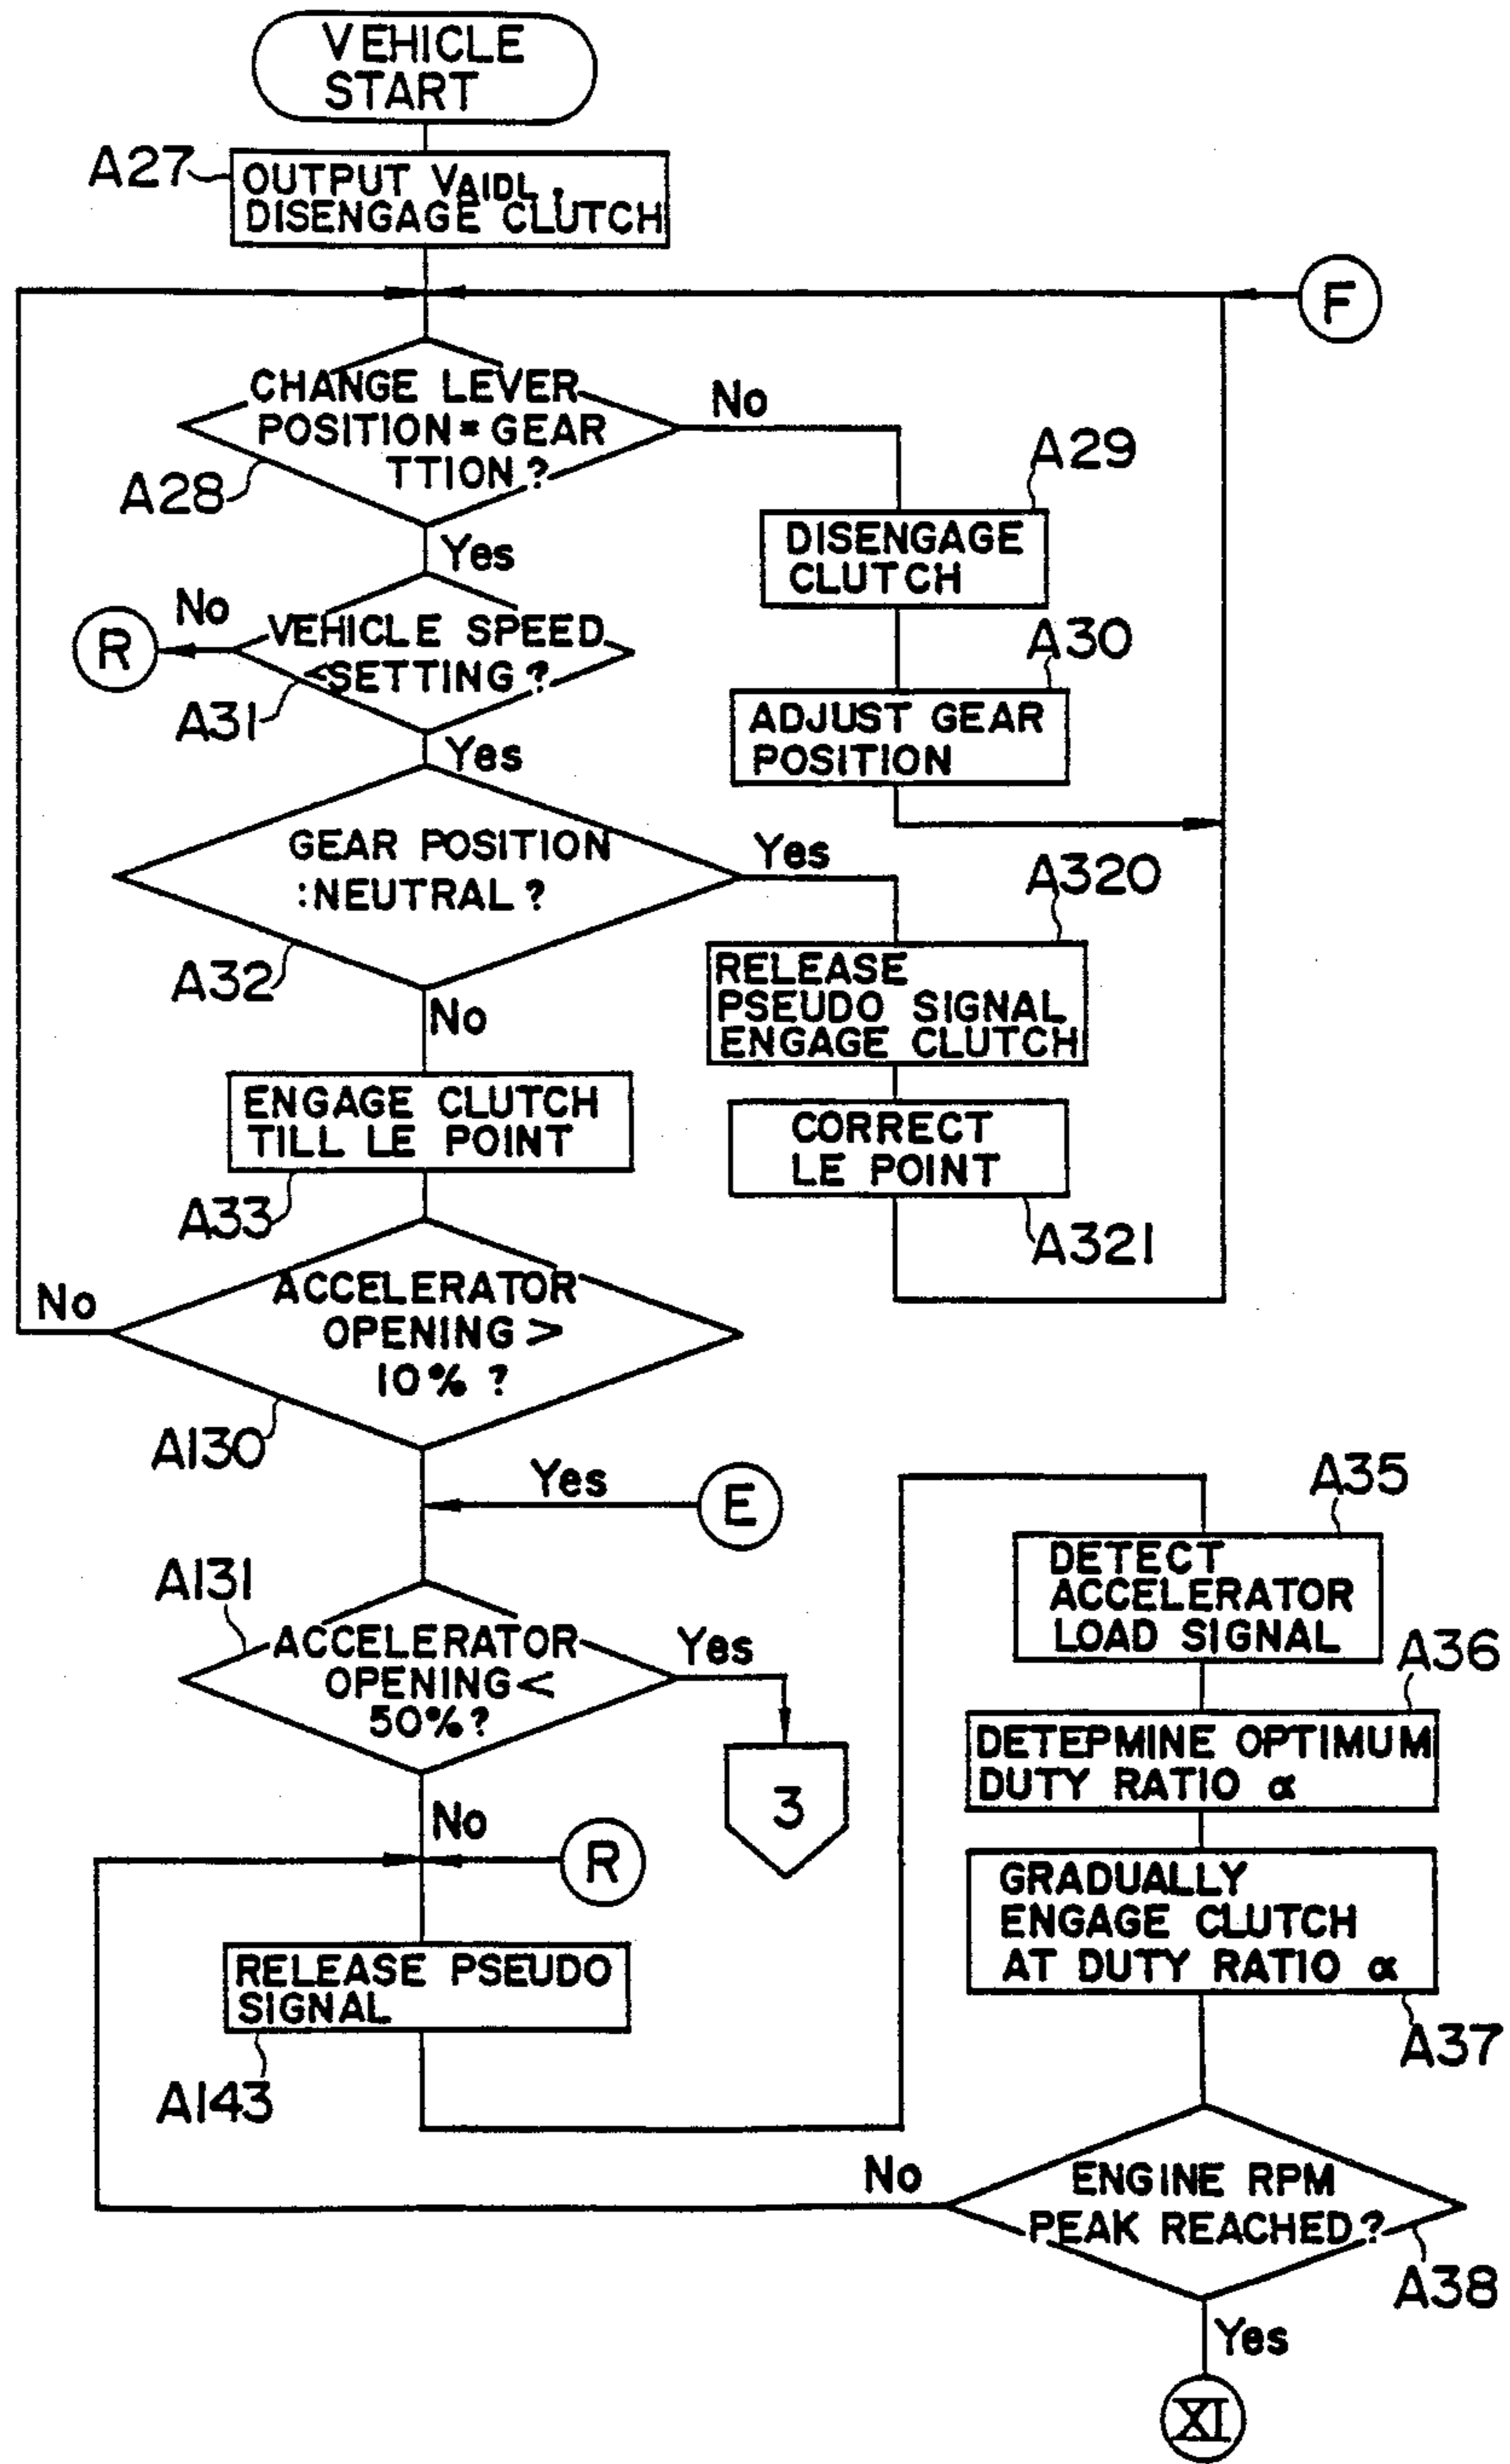 VEHICLE
START
A27
OUTPUT VAIDL.
DISENGAGE CLUTCH
F
CHANGE LEVER
POSITION = GEAR
TTION?
A28
No
Yes
A29
DISENGAGE
CLUTCH
A30
ADJUST GEAR
POSITION
R
No
VEHICLE SPEED
<SETTING?
A31
Yes
GEAR POSITION
:NEUTRAL?
A32
Yes
No
A320
RELEASE
PSEUDO SIGNAL
ENGAGE CLUTCH
CORRECT
LE POINT
A321
ENGAGE CLUTCH
TILL LE POINT
A33
No
ACCELERATOR
OPENING >
10% ?
A130
Yes
E
A131
ACCELERATOR
OPENING <
50%?
Yes
3
No
R
RELEASE PSEUDO
SIGNAL
A143
A35
DETECT
ACCELERATOR
LOAD SIGNAL
A36
DETEPMINE OPTIMUM
DUTY RATIO α
GRADUALLY
ENGAGE CLUTCH
AT DUTY RATIO α
A37
No
ENGINE RPM
PEAK REACHED?
A38
Yes
XI